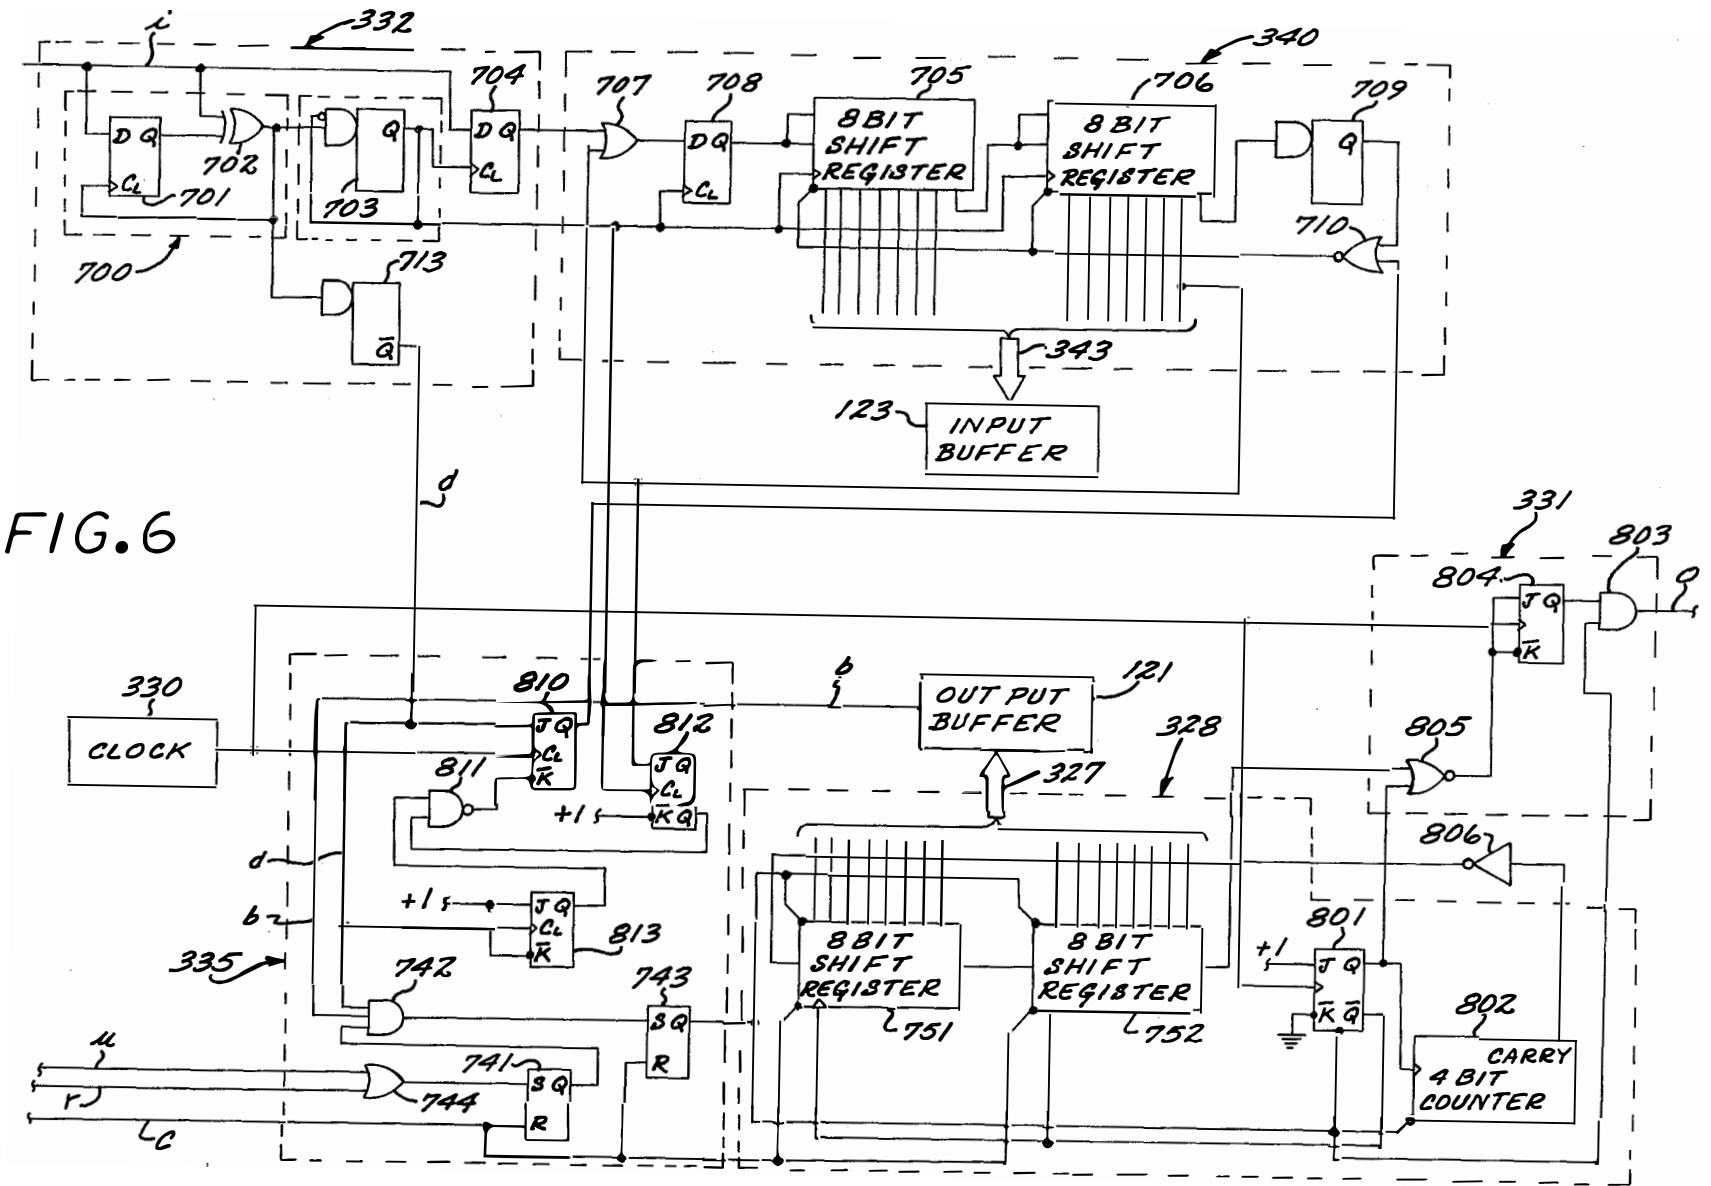 i
332
340
704
707
708
705
706
709
D Q
CL
701
702
Q
703
D Q
CL
D Q
CL
8 BIT
SHIFT
REGISTER
8 BIT
SHIFT
REGISTER
Q
710
700
713
Q̅
343
123
INPUT
BUFFER
d
FIG. 6
331
803
804
J Q
K̅
o
330
CLOCK
810
J Q
CL
K̅
b
OUTPUT
BUFFER
121
812
J Q
CL
K̅ Q
+1
811
327
328
805
806
d
b
+1
J Q
CL
K̅
813
335
742
743
S Q
R
8 BIT
SHIFT
REGISTER
751
8 BIT
SHIFT
REGISTER
752
801
+1
J Q
K̅ Q̅
802
CARRY
4 BIT
COUNTER
u
r
c
744
741
S Q
R